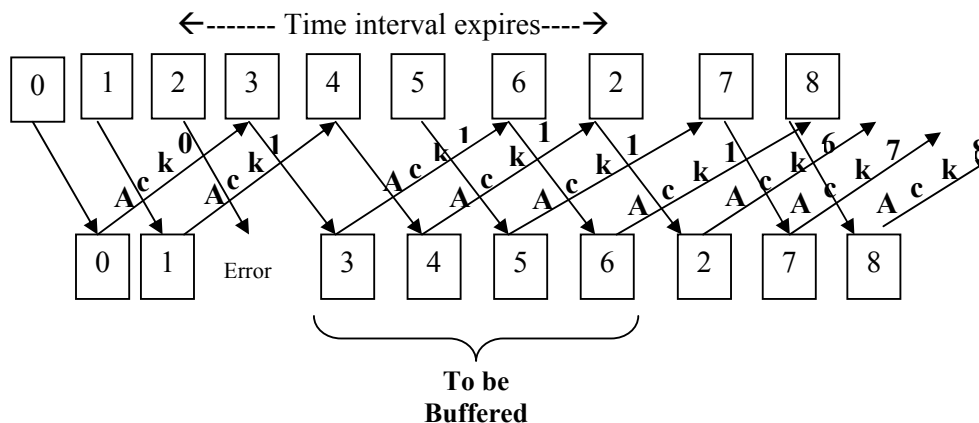 <------- Time interval expires---->
0 1 2 3 4 5 6 2 7 8
Ack 0 Ack 1 Ack 1 Ack 1 Ack 1 Ack 1 Ack 6 Ack 7 Ack 8
0 1 Error 3 4 5 6 2 7 8
To be
Buffered